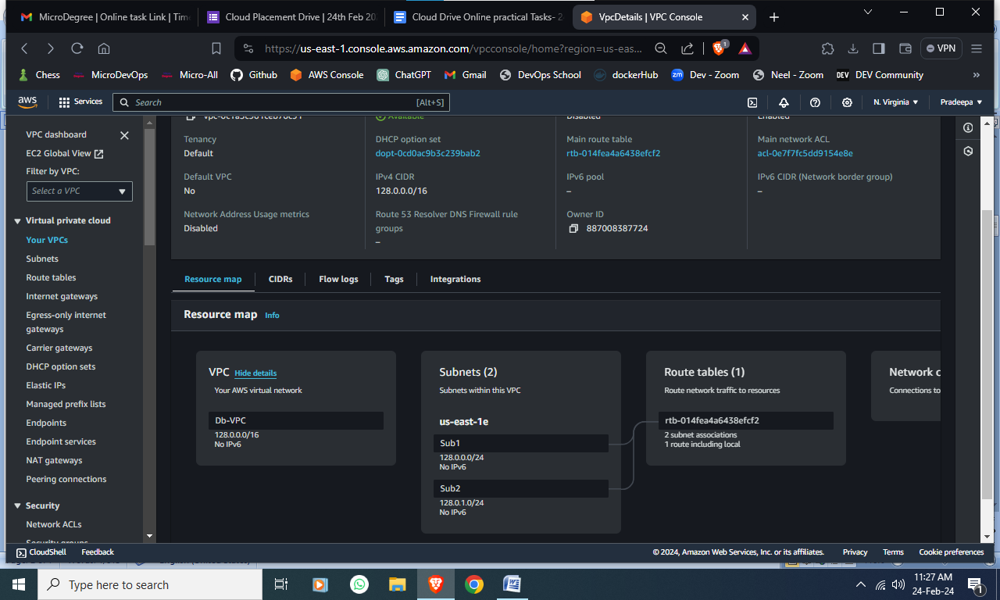 MicroDegree | Online task Link | Tim
Cloud Placement Drive | 24th Feb 20
Cloud Drive Online practical Tasks- 2
VpcDetails | VPC Console
https://us-east-1.console.aws.amazon.com/vpcconsole/home?region=us-eas...
1
VPN
Chess
MicroDevOps
Micro-All
Github
AWS Console
ChatGPT
Gmail
DevOps School
dockerHub
Dev - Zoom
Neel - Zoom
DEV Community
aws
Services
Search
[Alt+S]
N. Virginia
Pradeepa
VPC dashboard
EC2 Global View
Filter by VPC:
Select a VPC
Virtual private cloud
Your VPCs
Subnets
Route tables
Internet gateways
Egress-only internet
gateways
Carrier gateways
DHCP option sets
Elastic IPs
Managed prefix lists
Endpoints
Endpoint services
NAT gateways
Peering connections
Security
Network ACLs
Security groups
Available
Disabled
Enabled
Tenancy
Default
DHCP option set
dopt-0cd0ac9b3c239bab2
Main route table
rtb-014fea4a6438efcf2
Main network ACL
acl-0e7f7fc5dd9154e8e
Default VPC
No
IPv4 CIDR
128.0.0.0/16
IPv6 pool
–
IPv6 CIDR (Network border group)
–
Network Address Usage metrics
Disabled
Route 53 Resolver DNS Firewall rule
groups
–
Owner ID
887008387724
Resource map
CIDRs
Flow logs
Tags
Integrations
Resource map Info
VPC Hide details
Your AWS virtual network
Db-VPC
128.0.0.0/16
No IPv6
Subnets (2)
Subnets within this VPC
us-east-1e
Sub1
128.0.0.0/24
No IPv6
Sub2
128.0.1.0/24
No IPv6
Route tables (1)
Route network traffic to resources
rtb-014fea4a6438efcf2
2 subnet associations
1 route including local
Network c
Connections to
CloudShell
Feedback
© 2024, Amazon Web Services, Inc. or its affiliates.
Privacy
Terms
Cookie preferences
Type here to search
11:27 AM
24-Feb-24
1